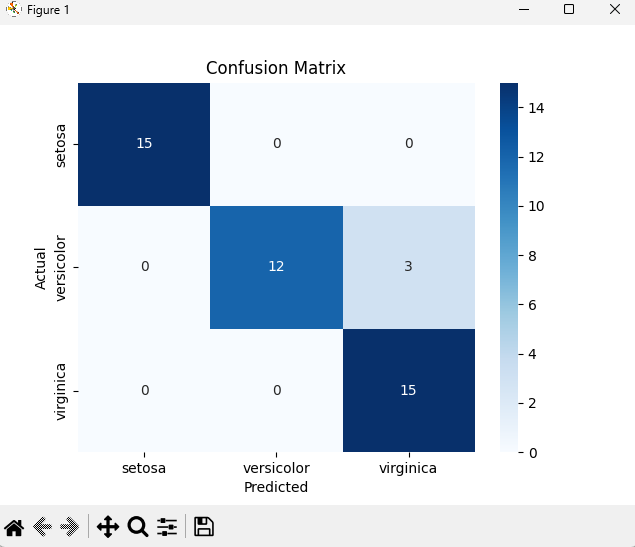 Figure 1
Confusion Matrix
setosa 15 0 0
versicolor 0 12 3
virginica 0 0 15
Actual
setosa versicolor virginica
Predicted
14
12
10
8
6
4
2
0